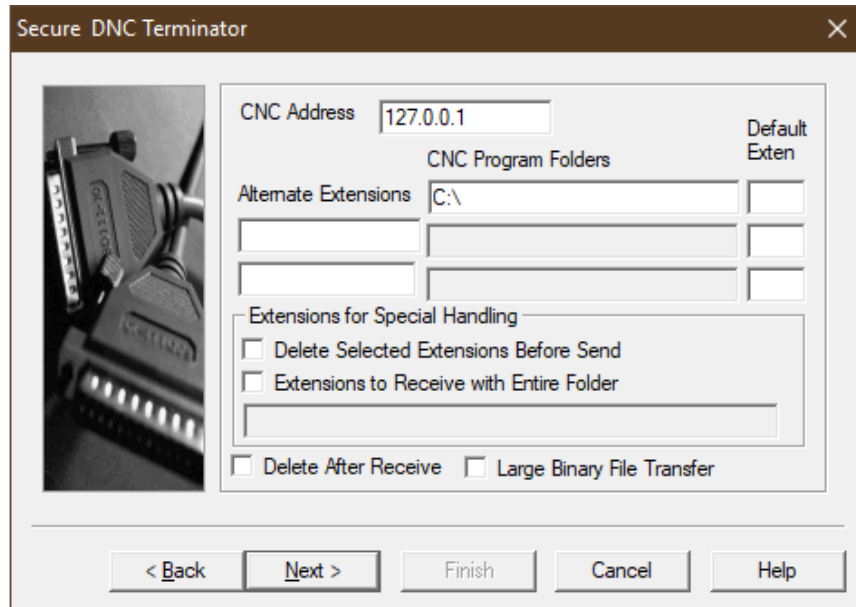 Secure DNC Terminator
CNC Address 127.0.0.1
Default
Exten
CNC Program Folders
Alternate Extensions C:\
Extensions for Special Handling
Delete Selected Extensions Before Send
Extensions to Receive with Entire Folder
Delete After Receive Large Binary File Transfer
< Back Next > Finish Cancel Help